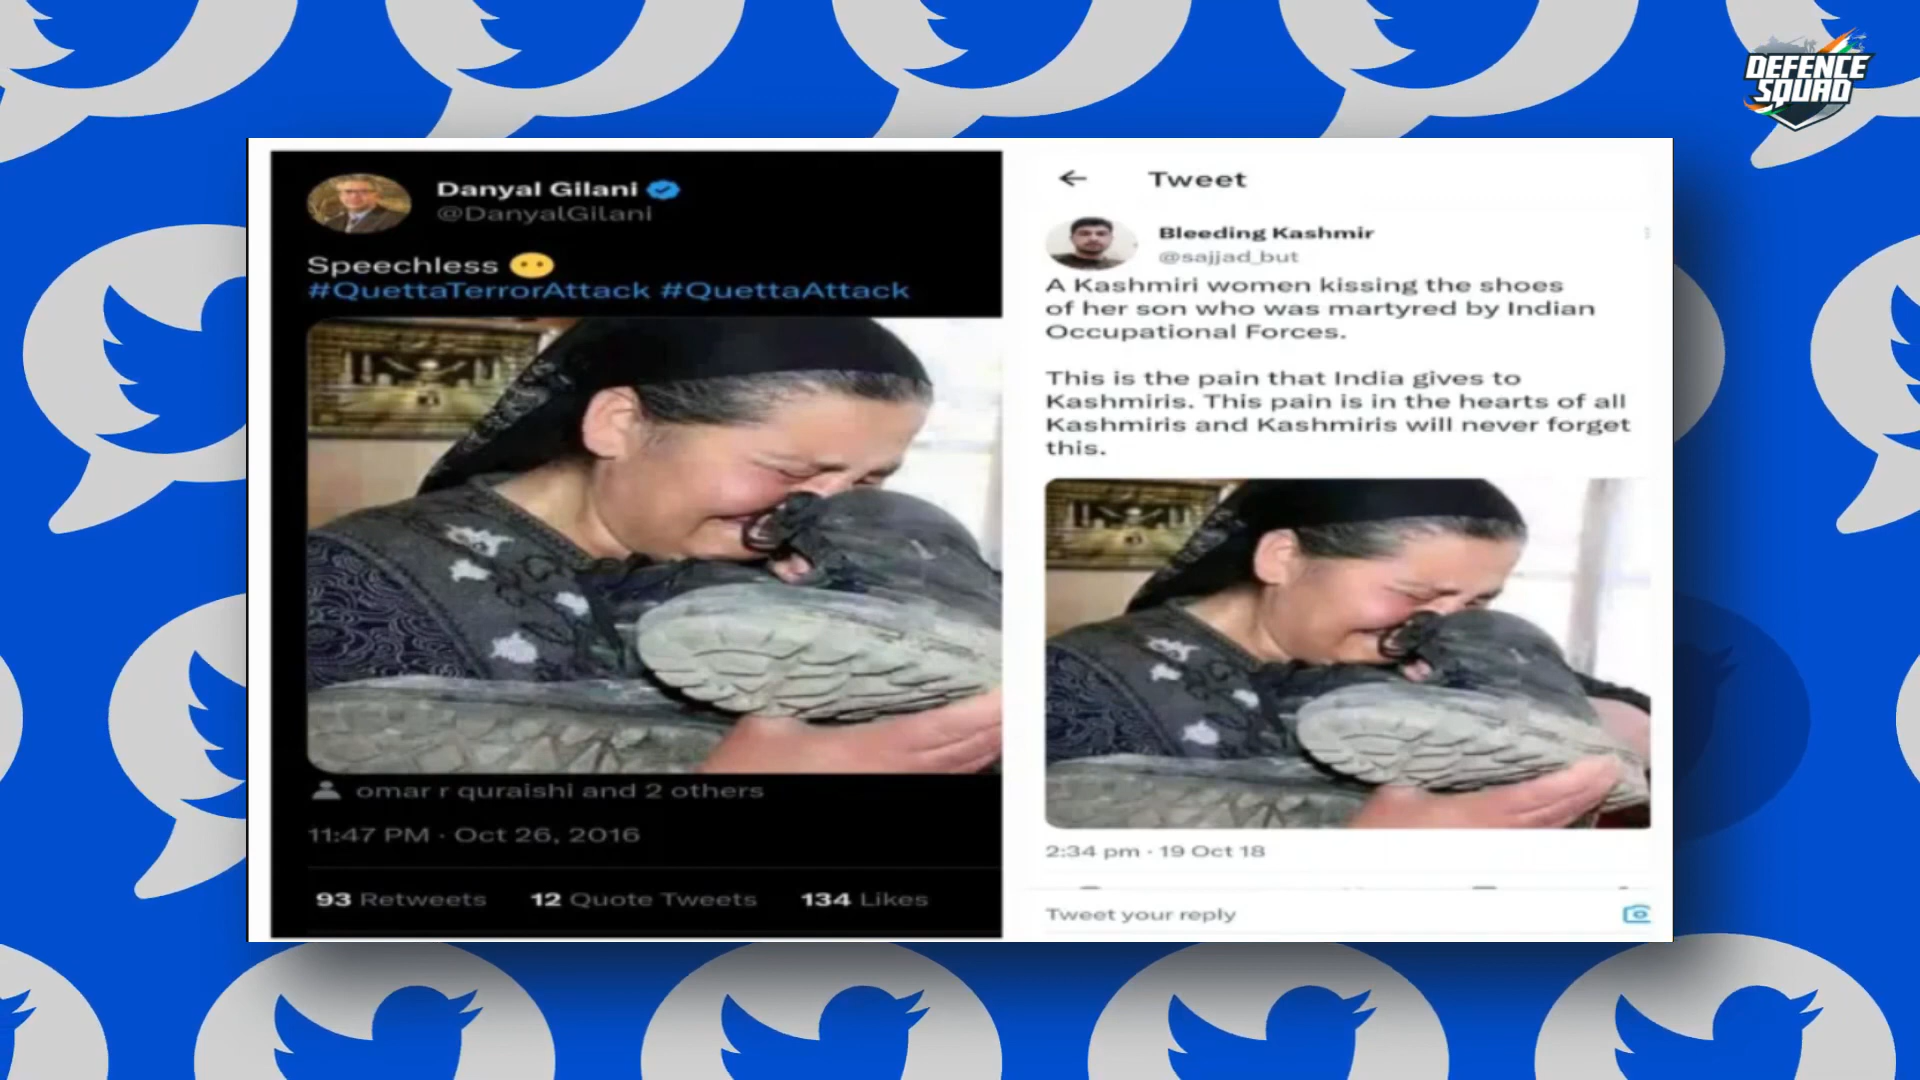 DEFENCE
SQUAD
Danyal Gilani
@DanyalGilani
Speechless 😶
#QuettaTerrorAttack #QuettaAttack
omar r quraishi and 2 others
11:47 PM · Oct 26, 2016
93 Retweets 12 Quote Tweets 134 Likes
Tweet
Bleeding Kashmir
@sajjad_but
A Kashmiri women kissing the shoes
of her son who was martyred by Indian
Occupational Forces.
This is the pain that India gives to
Kashmiris. This pain is in the hearts of all
Kashmiris and Kashmiris will never forget
this.
2:34 pm · 19 Oct 18
Tweet your reply